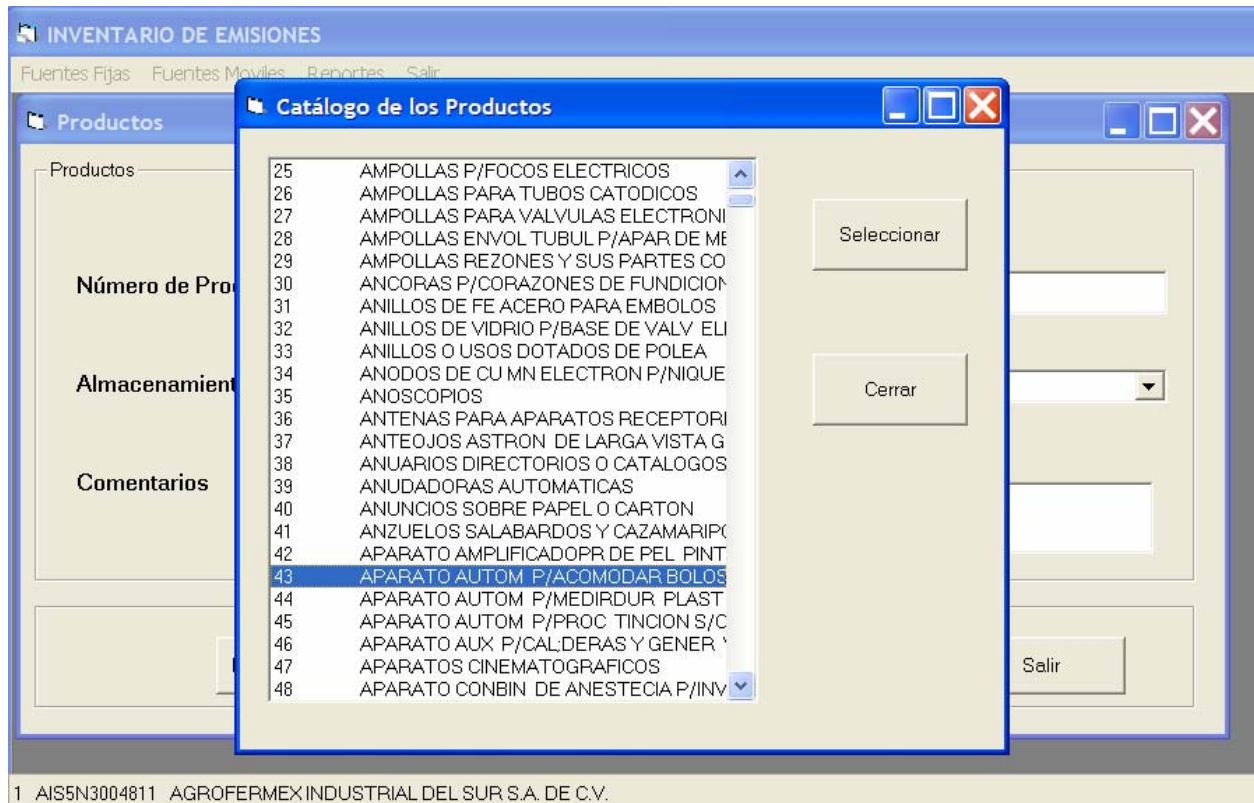 INVENTARIO DE EMISIONES
Fuentes Fijas Fuentes Moviles Reportes Salir
Productos
Catálogo de los Productos
Productos
Número de Prod
Almacenamient
Comentarios
25 AMPOLLAS P/FOCOS ELECTRICOS
26 AMPOLLAS PARA TUBOS CATODICOS
27 AMPOLLAS PARA VALVULAS ELECTRONI
28 AMPOLLAS ENVOL TUBUL P/APAR DE ME
29 AMPOLLAS REZONES Y SUS PARTES CO
30 ANCORAS P/CORAZONES DE FUNDICION
31 ANILLOS DE FE ACERO PARA EMBOLOS
32 ANILLOS DE VIDRIO P/BASE DE VALV ELE
33 ANILLOS O USOS DOTADOS DE POLEA
34 ANODOS DE CU MN ELECTRON P/NIQUE
35 ANOSCOPIOS
36 ANTENAS PARA APARATOS RECEPTORE
37 ANTEOJOS ASTRON DE LARGA VISTA G
38 ANUARIOS DIRECTORIOS O CATALOGOS
39 ANUDADORAS AUTOMATICAS
40 ANUNCIOS SOBRE PAPEL O CARTON
41 ANZUELOS SALABARDOS Y CAZAMARIPO
42 APARATO AMPLIFICADOPR DE PEL PINT
43 APARATO AUTOM P/ACOMODAR BOLOS
44 APARATO AUTOM P/MEDIRDUR PLAST
45 APARATO AUTOM P/PROC TINCION S/C
46 APARATO AUX P/CAL;DERAS Y GENER Y
47 APARATOS CINEMATOGRAFICOS
48 APARATO CONBIN DE ANESTECIA P/INV
Seleccionar
Cerrar
Salir
1 AIS5N3004811 AGROFERMEX INDUSTRIAL DEL SUR S.A. DE C.V.